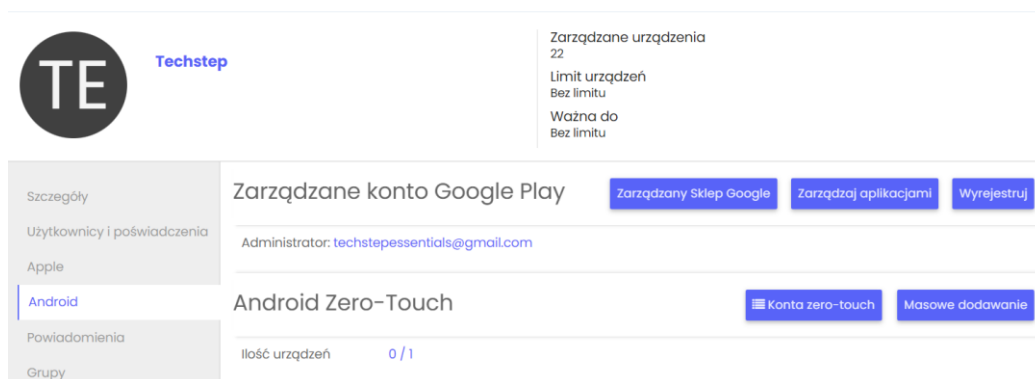 TE
Techstep
Zarządzane urządzenia
22
Limit urządzeń
Bez limitu
Ważna do
Bez limitu
Szczegóły
Użytkownicy i poświadczenia
Apple
Android
Powiadomienia
Grupy
Zarządzane konto Google Play
Zarządzany Sklep Google
Zarządzaj aplikacjami
Wyrejestruj
Administrator: techstepessentials@gmail.com
Android Zero-Touch
Konta zero-touch
Masowe dodawanie
Ilość urządzeń 0 / 1